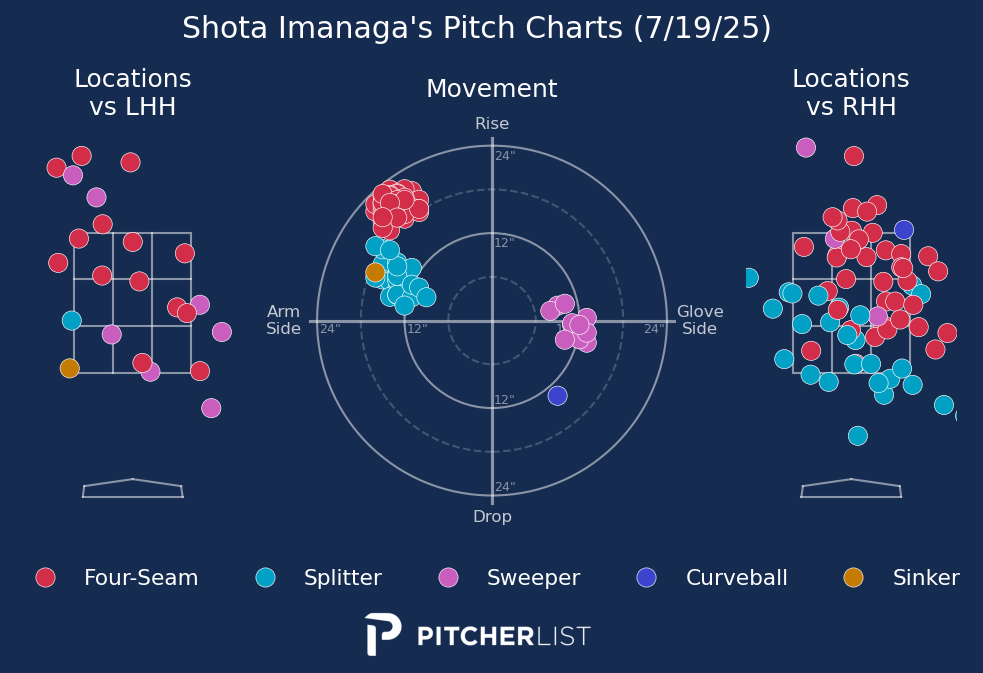 Shota Imanaga's Pitch Charts (7/19/25)
Locations
vs LHH
Movement
Locations
vs RHH
Rise
24"
12"
Arm
Side
24"
12"
24"
Glove
Side
12"
24"
Drop
Four-Seam
Splitter
Sweeper
Curveball
Sinker
PITCHERLIST